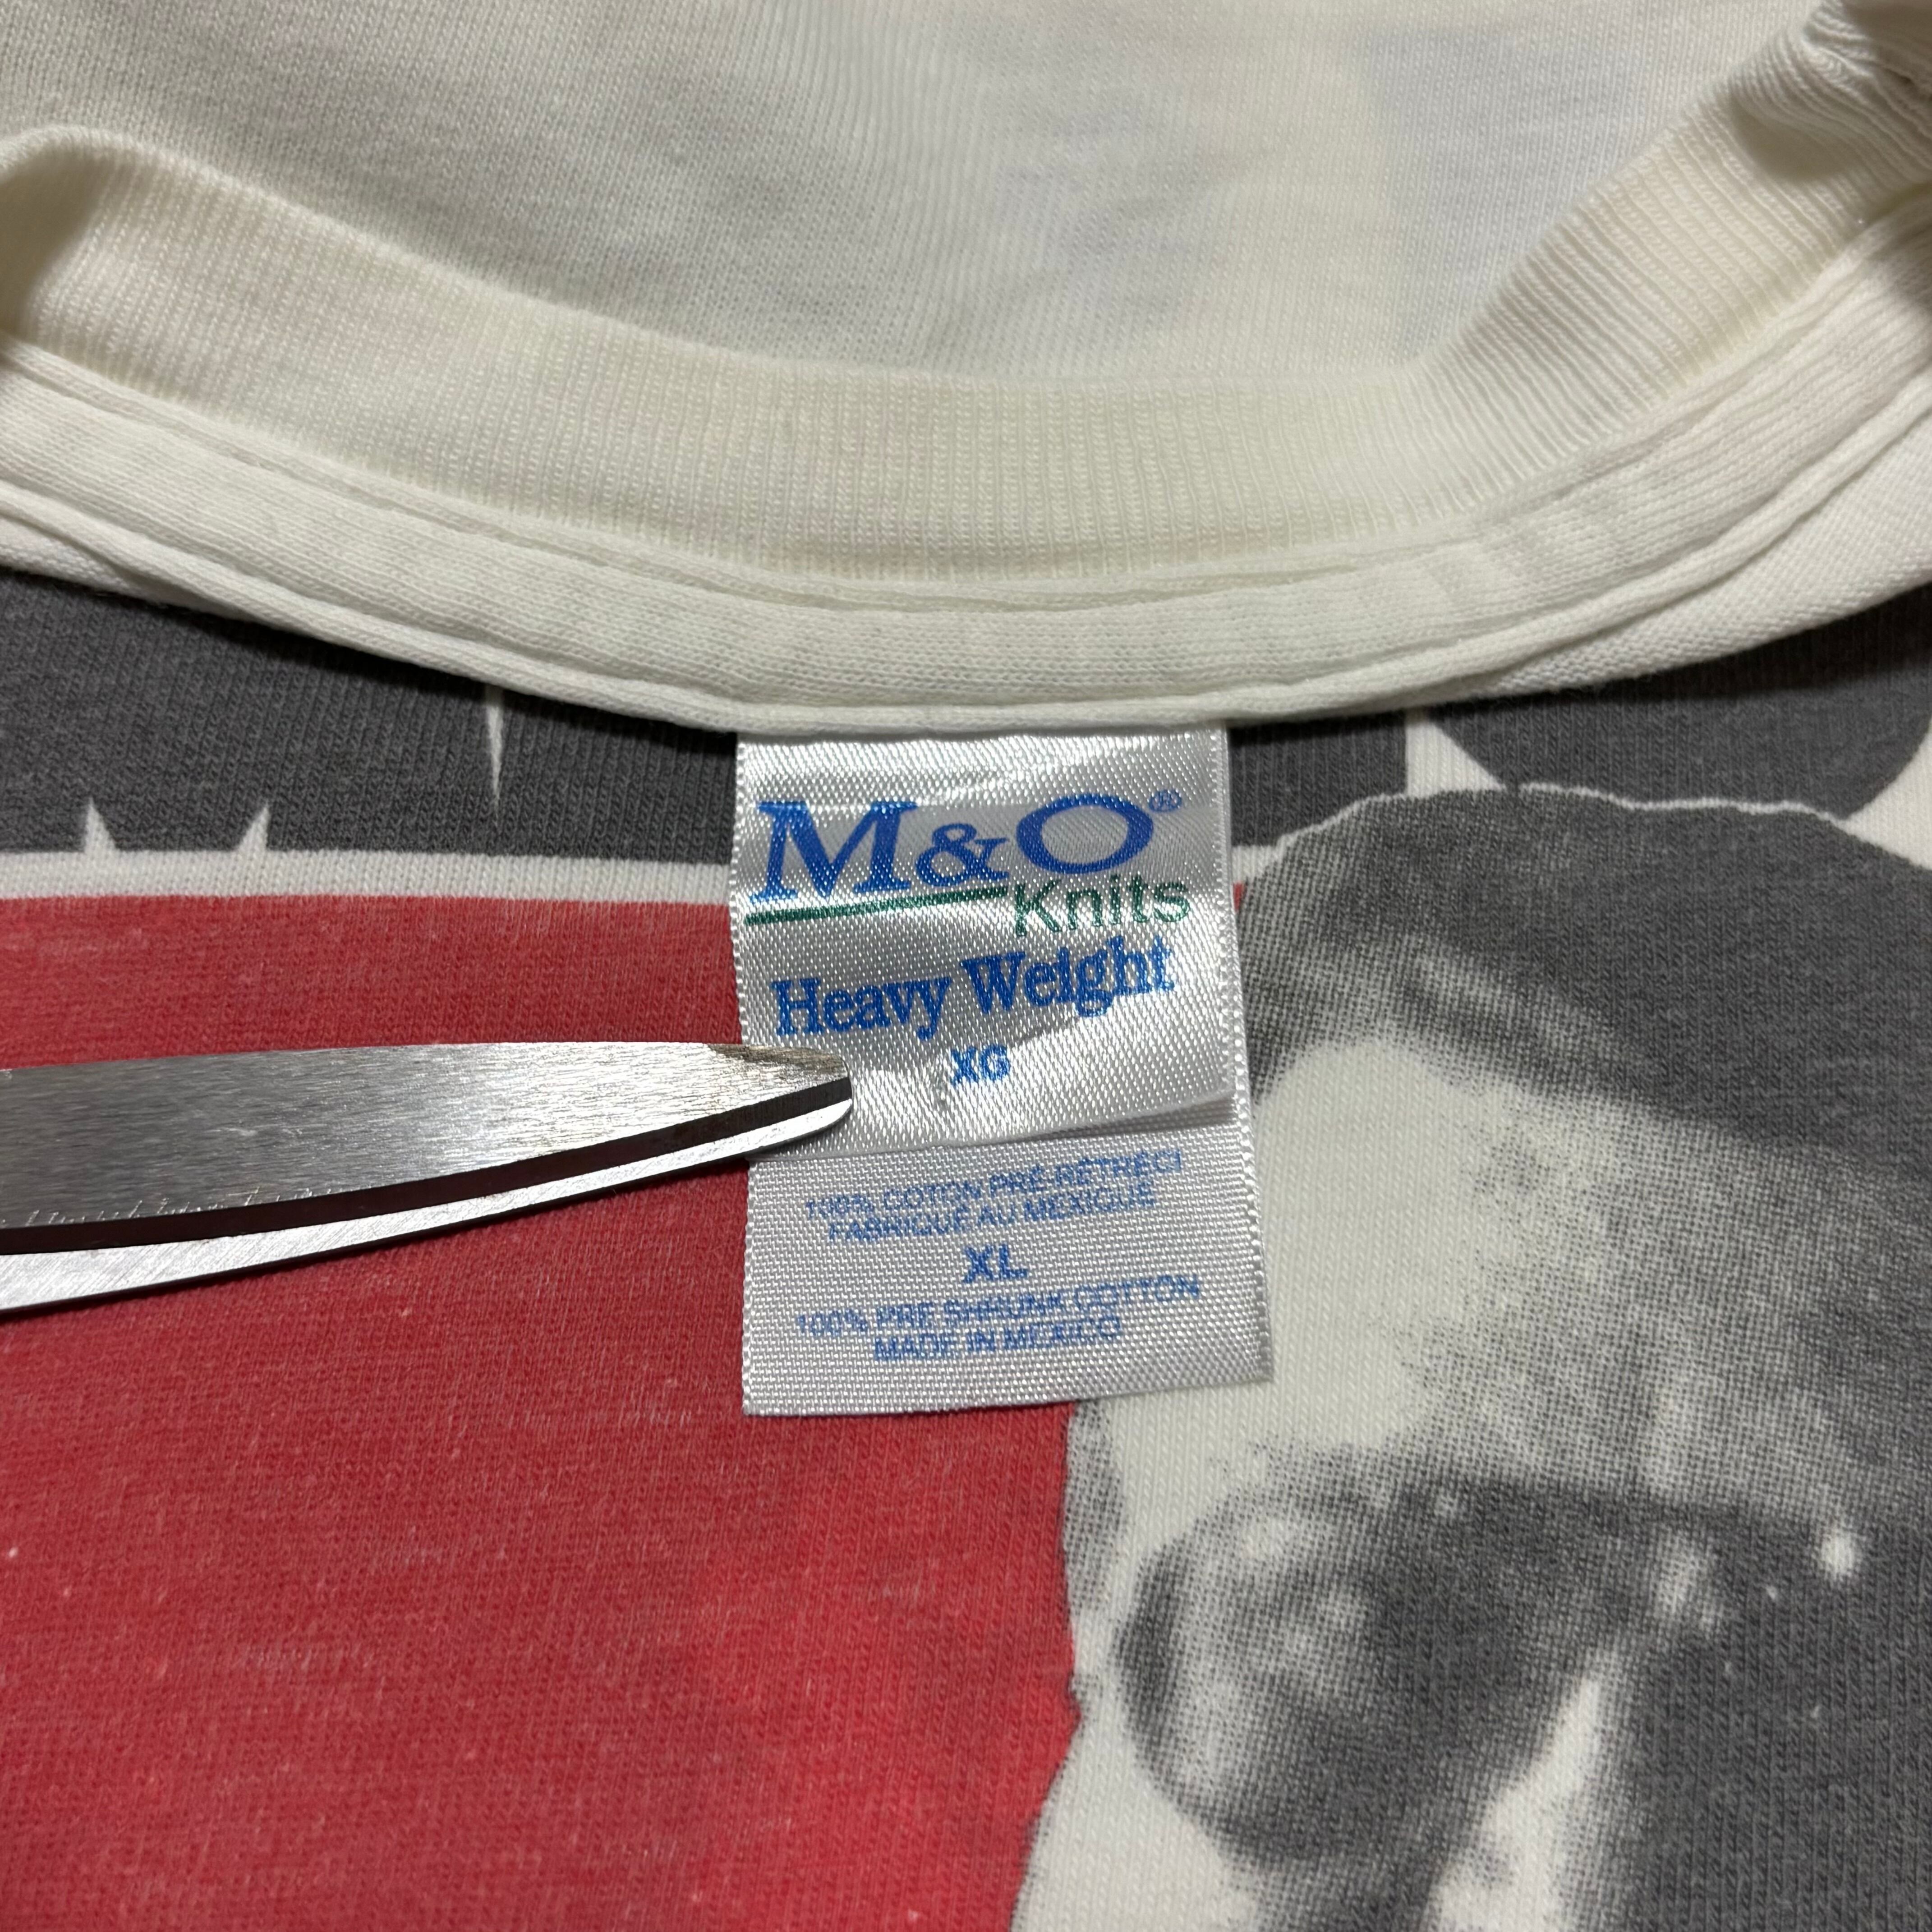 M&O®
Knits
Heavy Weight
XG
100% COTON PRÉ-RÉTRÉCI
FABRIQUÉ AU MEXIQUE
XL
100% PRE SHRUNK COTTON
MADE IN MEXICO